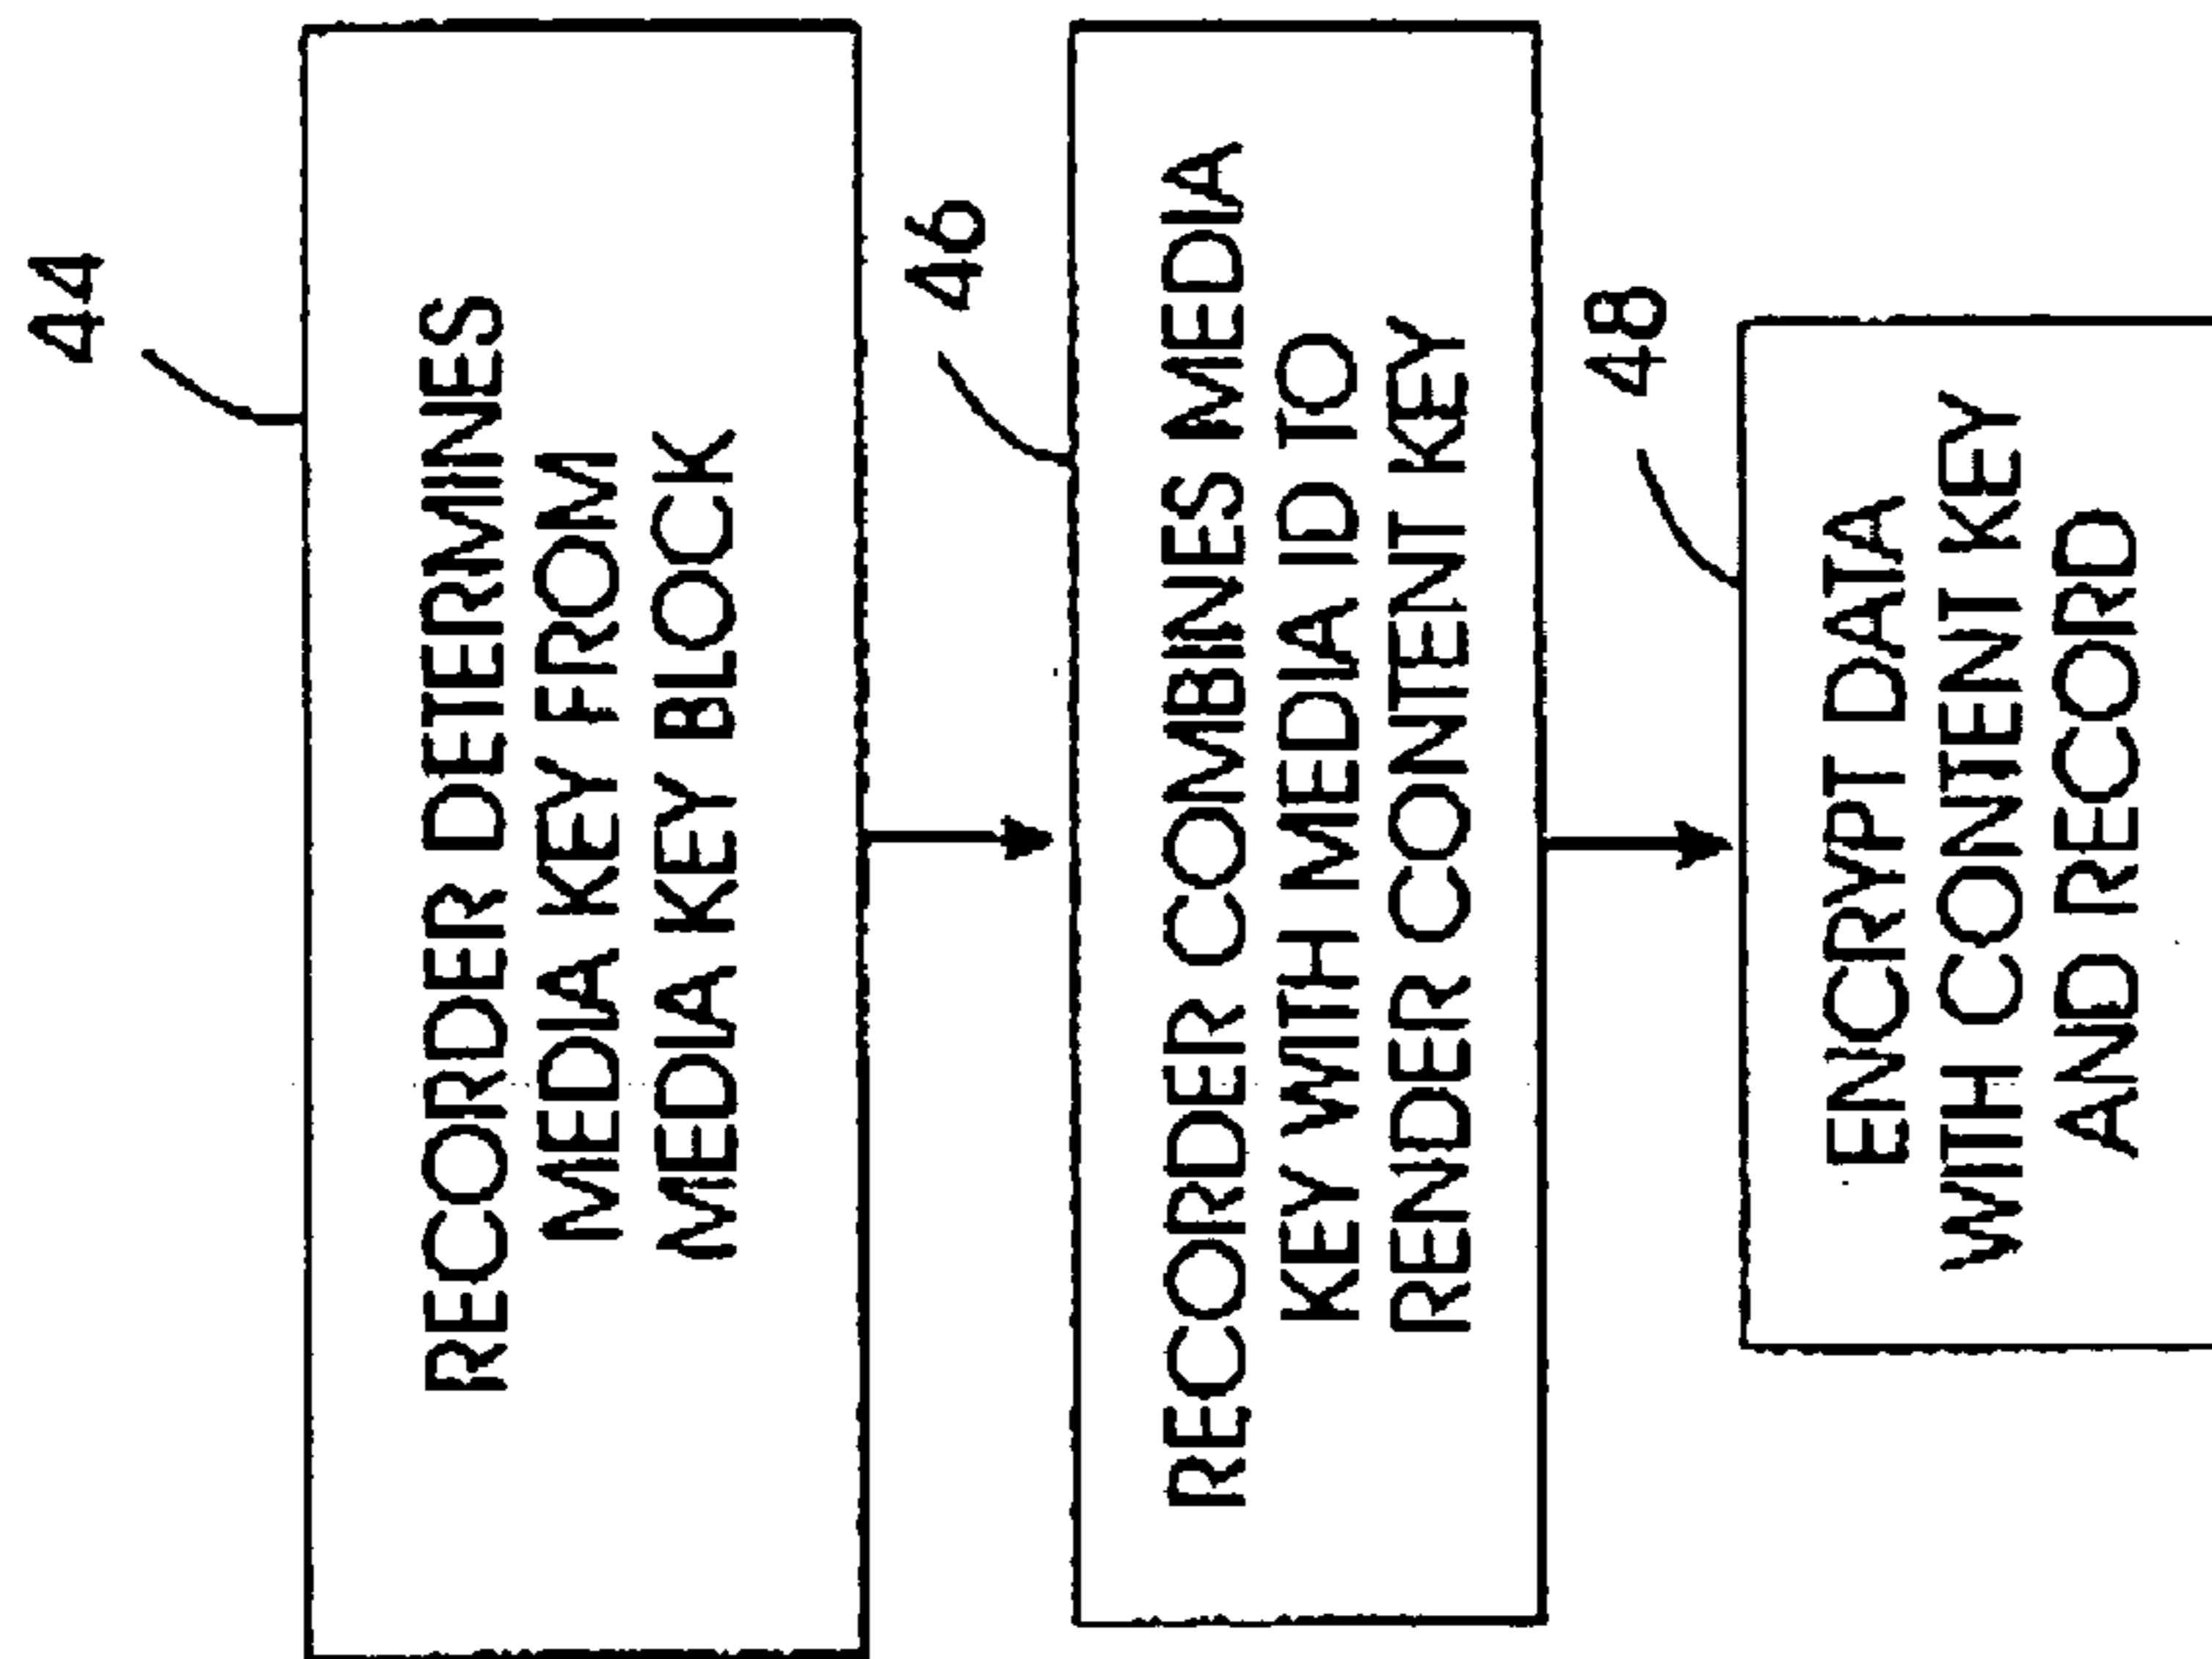 44
RECORDER DETERMINES
MEDIA KEY FROM
MEDIA KEY BLOCK
46
RECORDER COMBINES MEDIA
KEY WITH MEDIA ID TO
RENDER CONTENT KEY
48
ENCRYPT DATA
WITH CONTENT KEY
AND RECORD